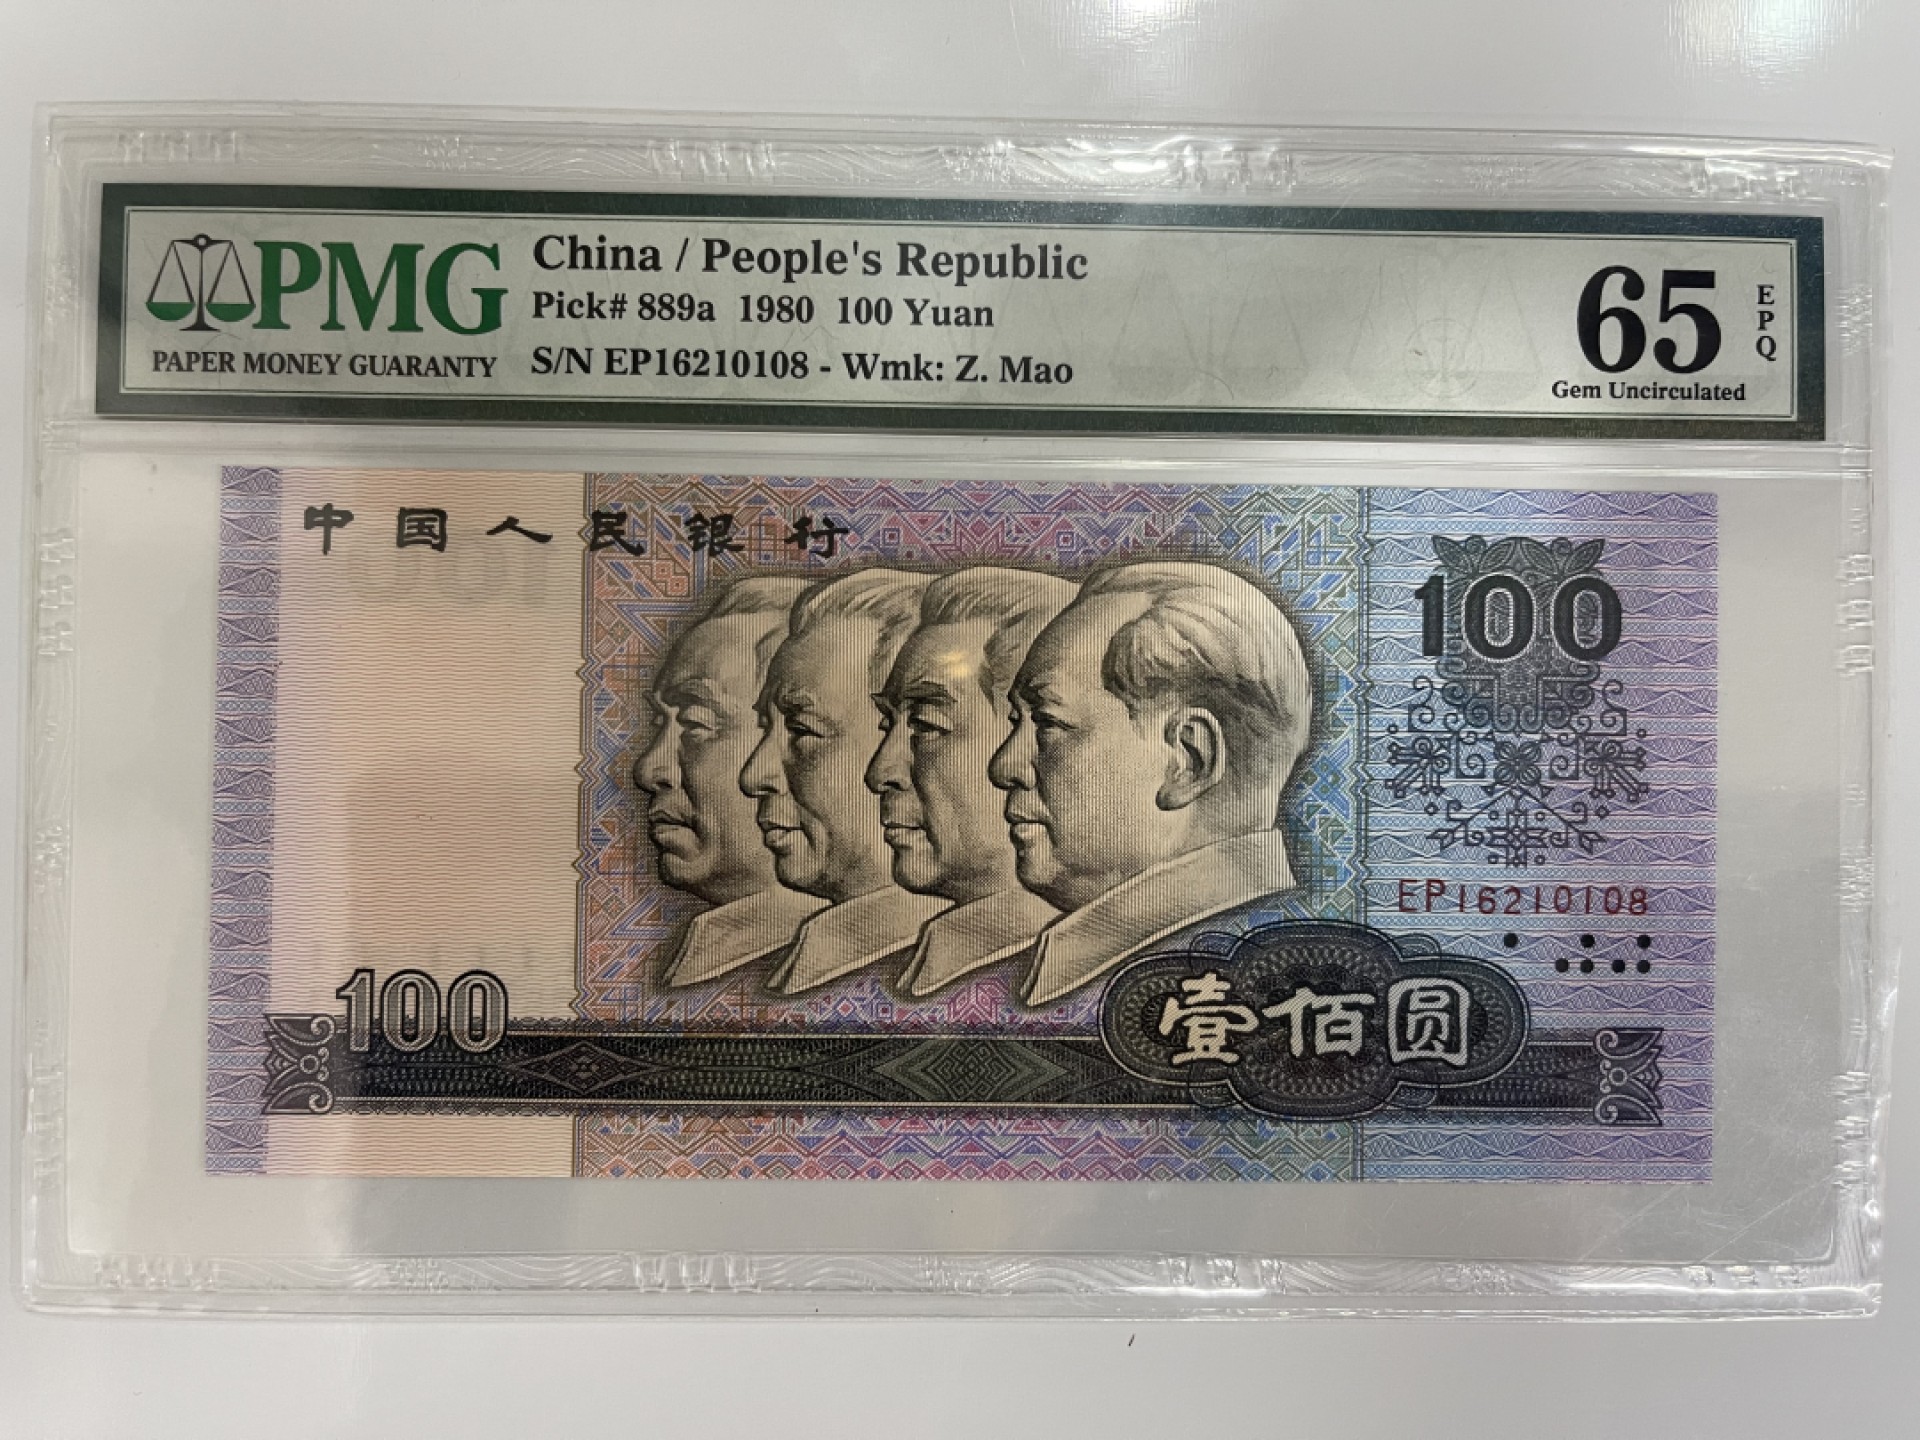 PMG
PAPER MONEY GUARANTY
China / People's Republic
Pick# 889a 1980 100 Yuan
S/N EP16210108 - Wmk: Z. Mao
65
EPQ
Gem Uncirculated
中国人民银行
100
EP16210108
100
壹佰圆